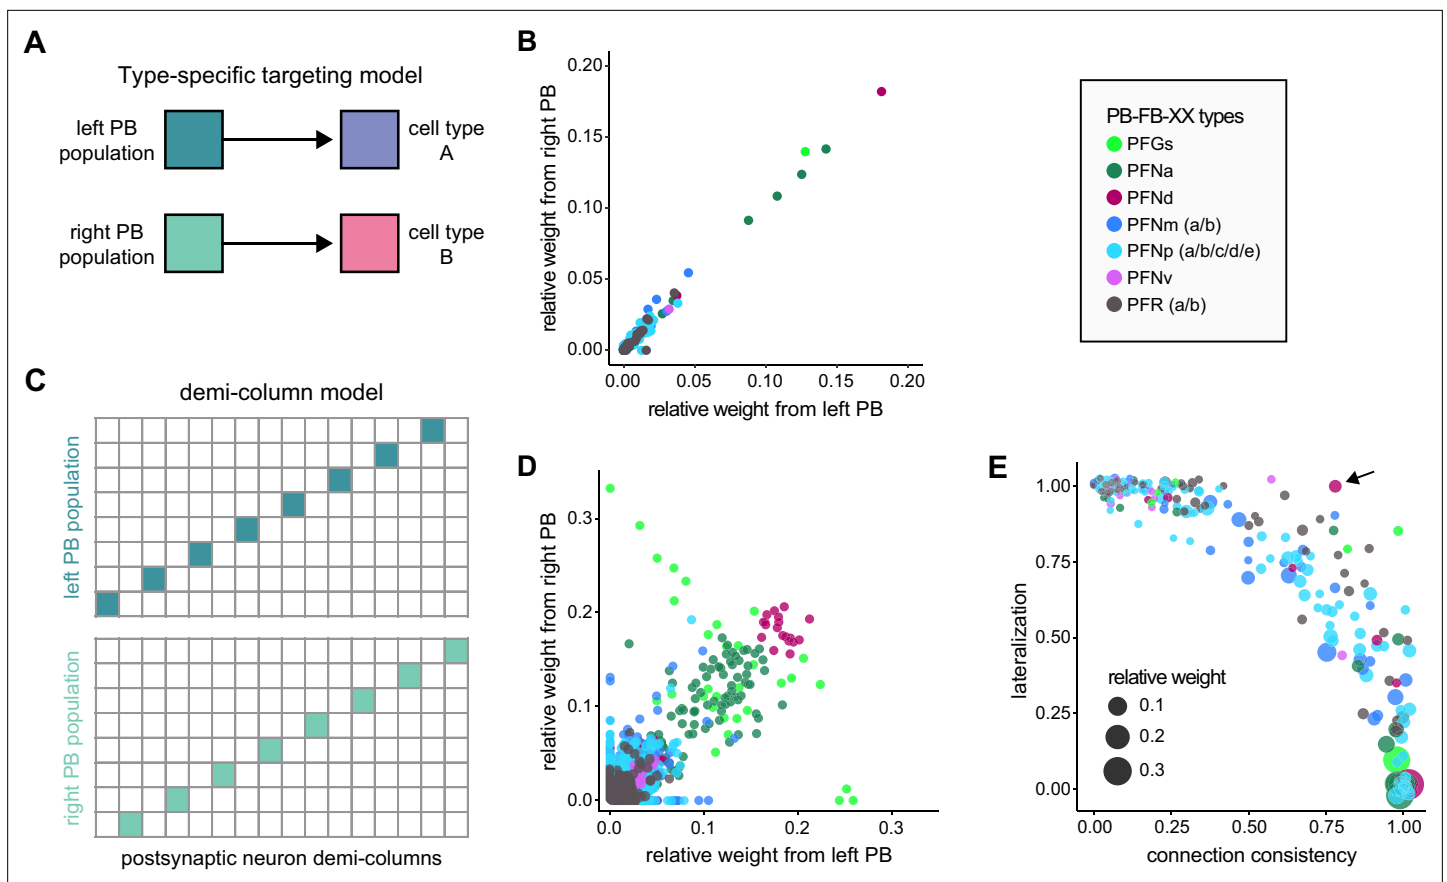 A
Type-specific targeting model
left PB
population
cell type
A
right PB
population
cell type
B
B
relative weight from right PB
0.20
0.15
0.10
0.05
0.00
0.00
0.05
0.10
0.15
0.20
relative weight from left PB
PB-FB-XX types
PFGs
PFNa
PFNd
PFNm (a/b)
PFNp (a/b/c/d/e)
PFNv
PFR (a/b)
C
demi-column model
left PB population
right PB population
postsynaptic neuron demi-columns
D
relative weight from right PB
0.3
0.2
0.1
0.0
0.0
0.1
0.2
0.3
relative weight from left PB
E
lateralization
1.00
0.75
0.50
0.25
0.00
relative weight
0.1
0.2
0.3
0.00
0.25
0.50
0.75
1.00
connection consistency